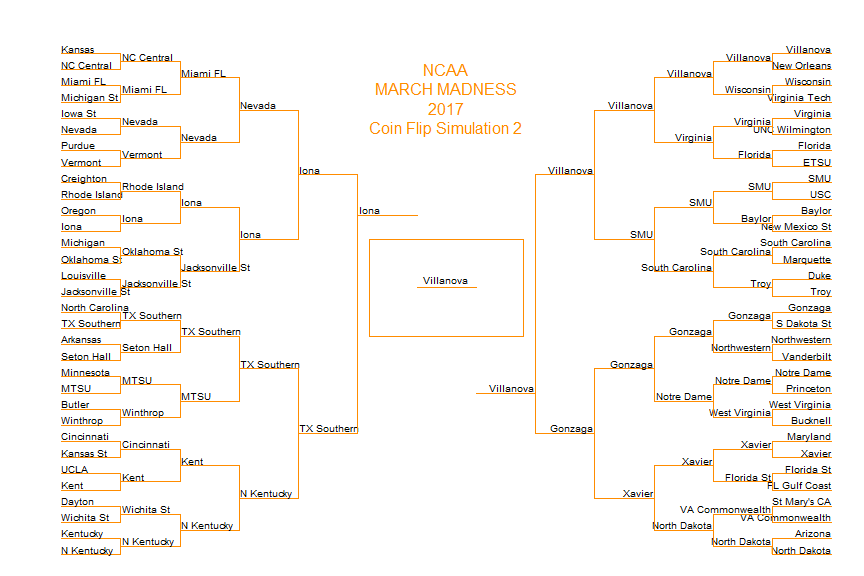 NCAA
MARCH MADNESS
2017
Coin Flip Simulation 2
Kansas
NC Central
NC Central
Miami FL
Miami FL
Miami FL
Michigan St
Nevada
Iowa St
Nevada
Nevada
Nevada
Purdue
Vermont
Vermont
Iona
Creighton
Rhode Island
Rhode Island
Iona
Oregon
Iona
Iona
Iona
Michigan
Oklahoma St
Oklahoma St
Jacksonville St
Louisville
Jacksonville St
Jacksonville St
Iona
North Carolina
TX Southern
TX Southern
TX Southern
Arkansas
Seton Hall
Seton Hall
TX Southern
Minnesota
MTSU
MTSU
MTSU
Butler
Winthrop
Winthrop
TX Southern
Cincinnati
Cincinnati
Kansas St
Kent
UCLA
Kent
Kent
N Kentucky
Dayton
Wichita St
Wichita St
N Kentucky
Kentucky
N Kentucky
N Kentucky
Villanova
Villanova
Villanova
Villanova
New Orleans
Villanova
Wisconsin
Wisconsin
Virginia Tech
Villanova
Virginia
Virginia
UNC Wilmington
Virginia
Florida
Florida
ETSU
Villanova
SMU
SMU
USC
SMU
Baylor
Baylor
New Mexico St
SMU
South Carolina
South Carolina
Marquette
South Carolina
Duke
Troy
Troy
Villanova
Gonzaga
Gonzaga
S Dakota St
Gonzaga
Northwestern
Northwestern
Vanderbilt
Gonzaga
Notre Dame
Notre Dame
Princeton
Notre Dame
West Virginia
West Virginia
Bucknell
Gonzaga
Maryland
Xavier
Xavier
Xavier
Florida St
Florida St
FL Gulf Coast
Xavier
St Mary's CA
VA Commonwealth
VA Commonwealth
North Dakota
Arizona
North Dakota
North Dakota